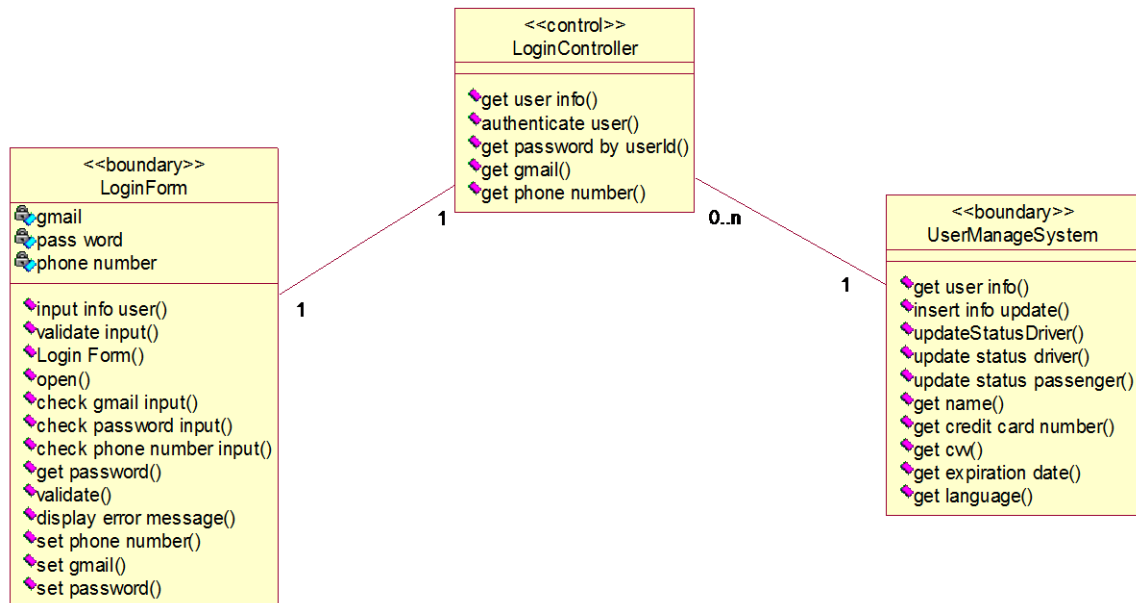 <<control>>
LoginController
get user info()
authenticate user()
get password by userId()
get gmail()
get phone number()
<<boundary>>
LoginForm
gmail
pass word
phone number
input info user()
validate input()
Login Form()
open()
check gmail input()
check password input()
check phone number input()
get password()
validate()
display error message()
set phone number()
set gmail()
set password()
1
1
0..n
1
<<boundary>>
UserManageSystem
get user info()
insert info update()
updateStatusDriver()
update status driver()
update status passenger()
get name()
get credit card number()
get cvv()
get expiration date()
get language()